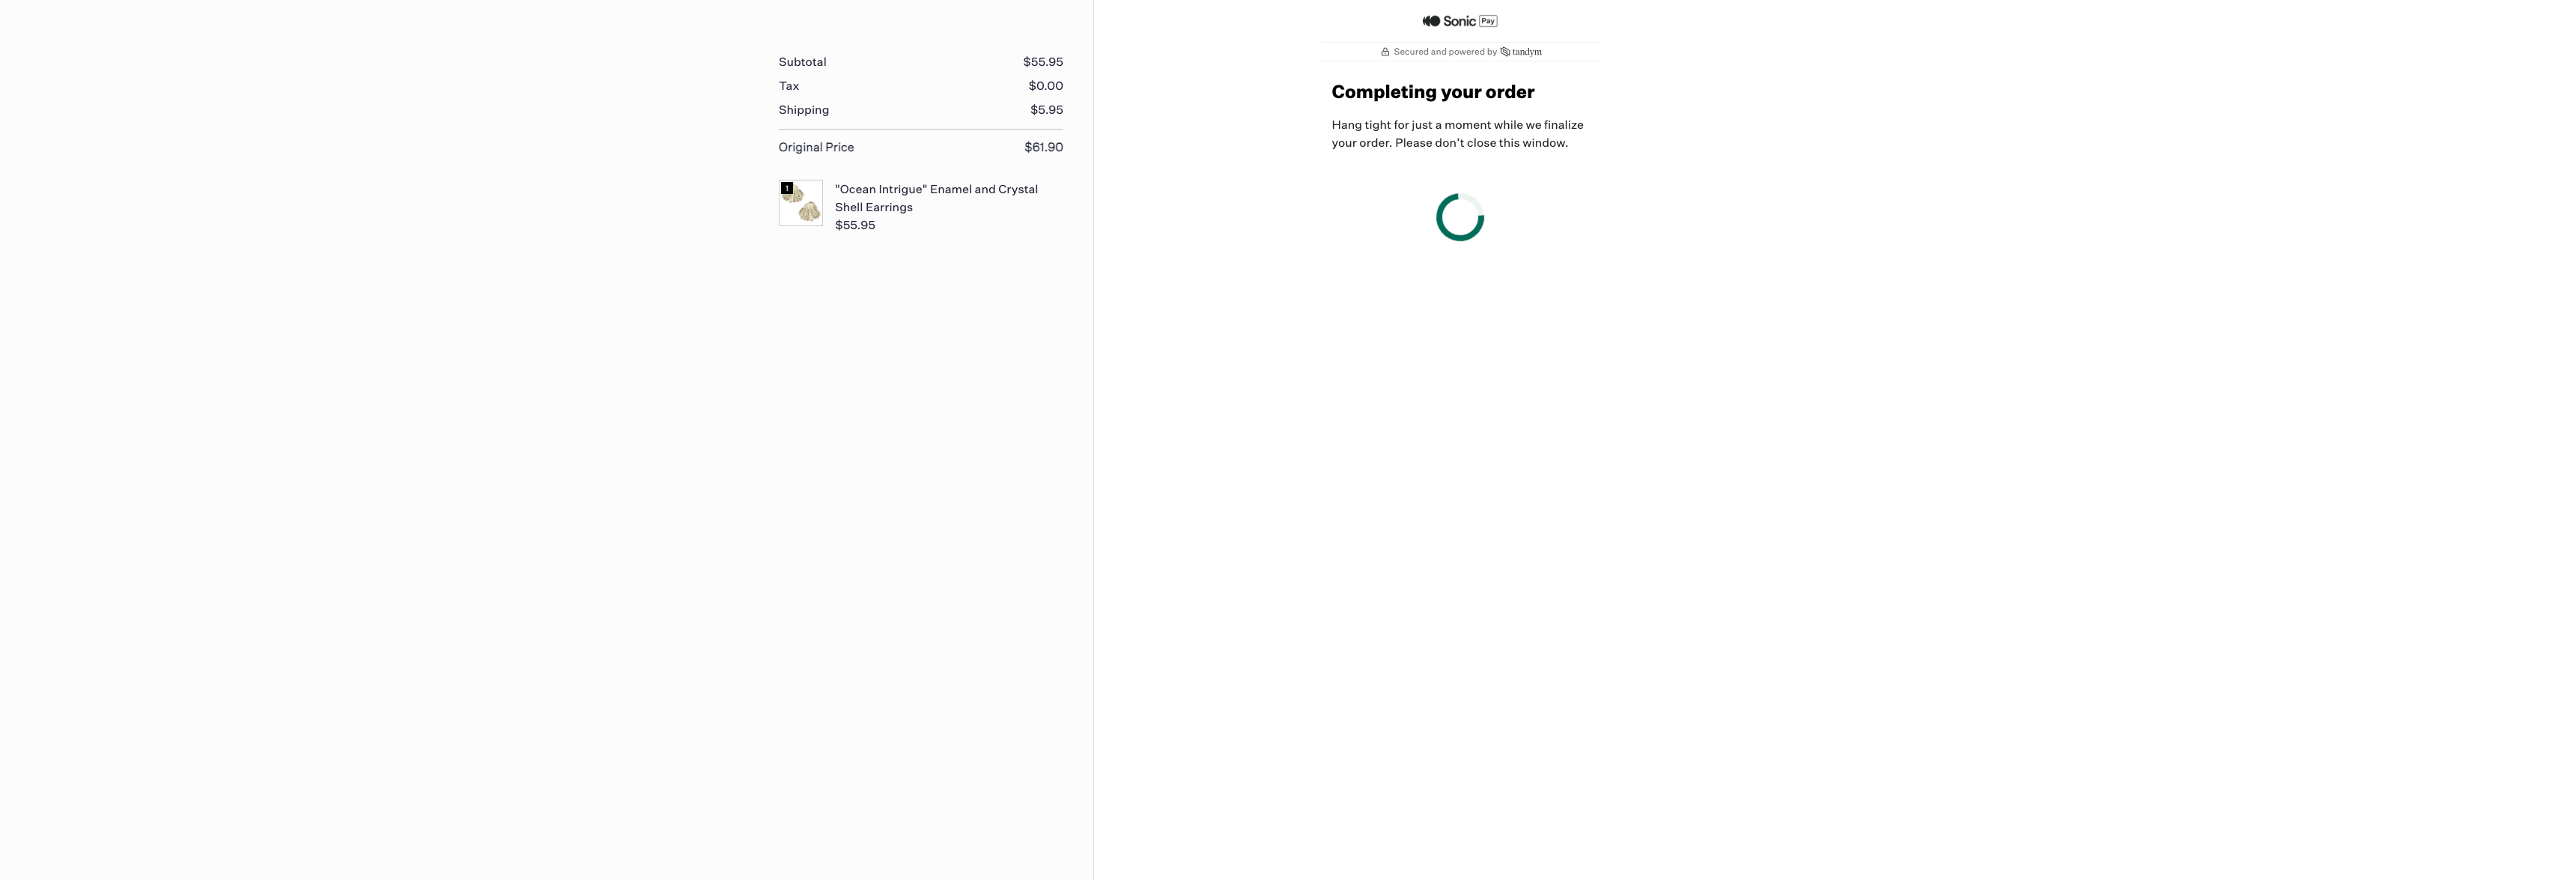 Subtotal $55.95
Tax $0.00
Shipping $5.95
Original Price $61.90
1
"Ocean Intrigue" Enamel and Crystal
Shell Earrings
$55.95
Sonic Pay
Secured and powered by tandym
Completing your order
Hang tight for just a moment while we finalize
your order. Please don’t close this window.